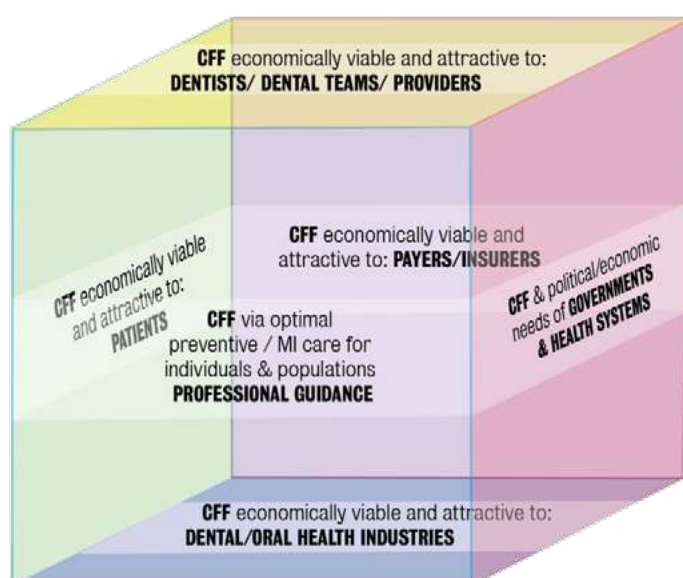 CFF economically viable and attractive to:
DENTISTS/ DENTAL TEAMS/ PROVIDERS
CFF economically viable and
attractive to: PAYERS/INSURERS
CFF economically viable
and attractive to:
PATIENTS
CFF & political/economic
needs of GOVERNMENTS
& HEALTH SYSTEMS
CFF via optimal
preventive / MI care for
individuals & populations
PROFESSIONAL GUIDANCE
CFF economically viable and attractive to:
DENTAL/ORAL HEALTH INDUSTRIES